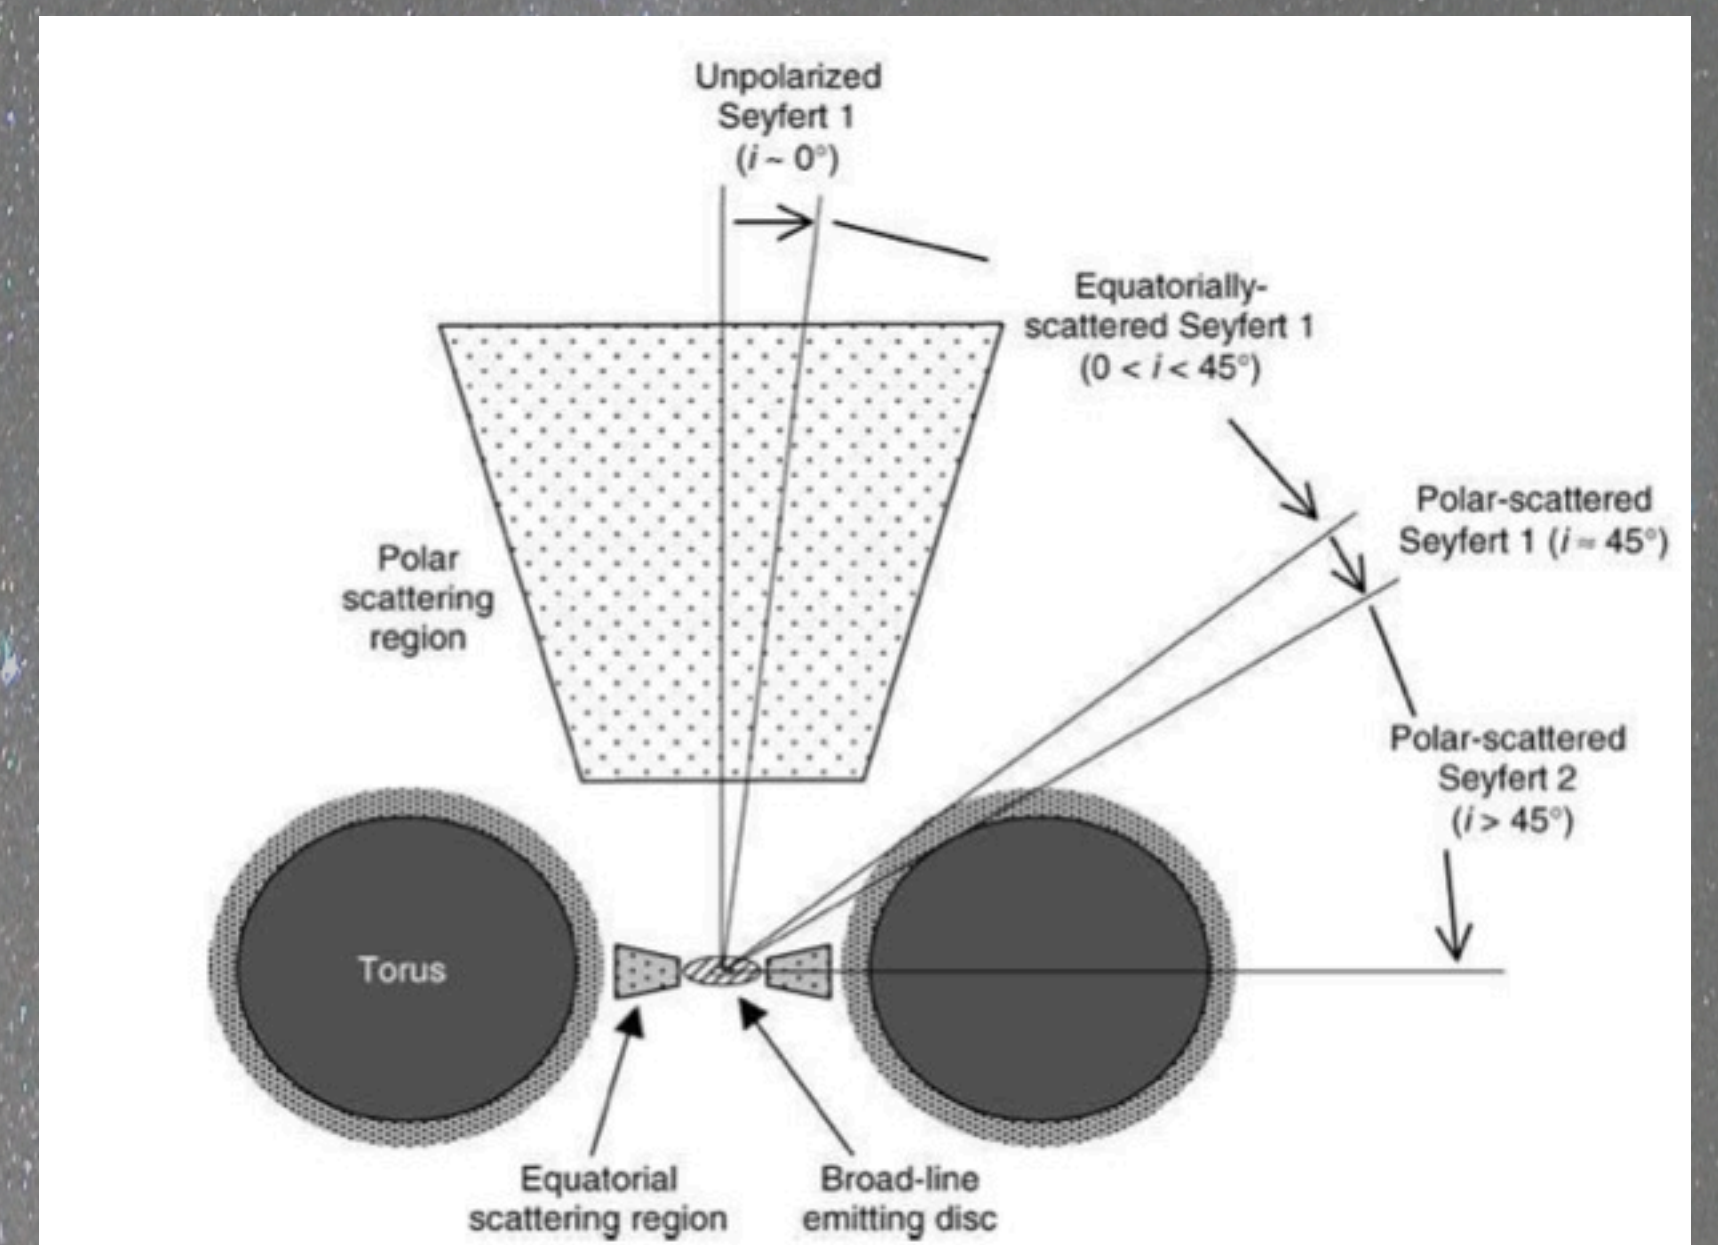 Unpolarized
Seyfert 1
(i ~ 0°)
Equatorially-
scattered Seyfert 1
(0 < i < 45°)
Polar-scattered
Seyfert 1 (i ≈ 45°)
Polar
scattering
region
Polar-scattered
Seyfert 2
(i > 45°)
Torus
Equatorial
scattering region
Broad-line
emitting disc